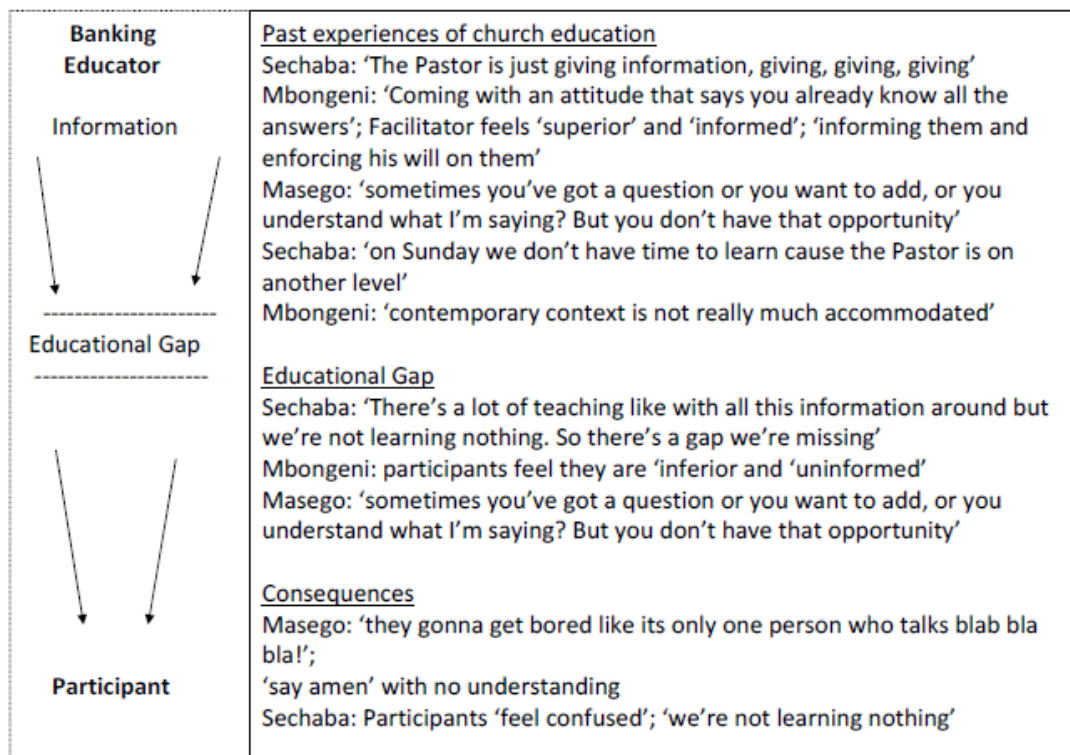 Banking
Educator
Information
---------------------
Educational Gap
---------------------
Participant
Past experiences of church education
Sechaba: ‘The Pastor is just giving information, giving, giving, giving’
Mbongeni: ‘Coming with an attitude that says you already know all the
answers’; Facilitator feels ‘superior’ and ‘informed’; ‘informing them and
enforcing his will on them’
Masego: ‘sometimes you’ve got a question or you want to add, or you
understand what I’m saying? But you don’t have that opportunity’
Sechaba: ‘on Sunday we don’t have time to learn cause the Pastor is on
another level’
Mbongeni: ‘contemporary context is not really much accommodated’
Educational Gap
Sechaba: ‘There’s a lot of teaching like with all this information around but
we’re not learning nothing. So there’s a gap we’re missing’
Mbongeni: participants feel they are ‘inferior and ‘uninformed’
Masego: ‘sometimes you’ve got a question or you want to add, or you
understand what I’m saying? But you don’t have that opportunity’
Consequences
Masego: ‘they gonna get bored like its only one person who talks blab bla
bla!’;
‘say amen’ with no understanding
Sechaba: Participants ‘feel confused’; ‘we’re not learning nothing’